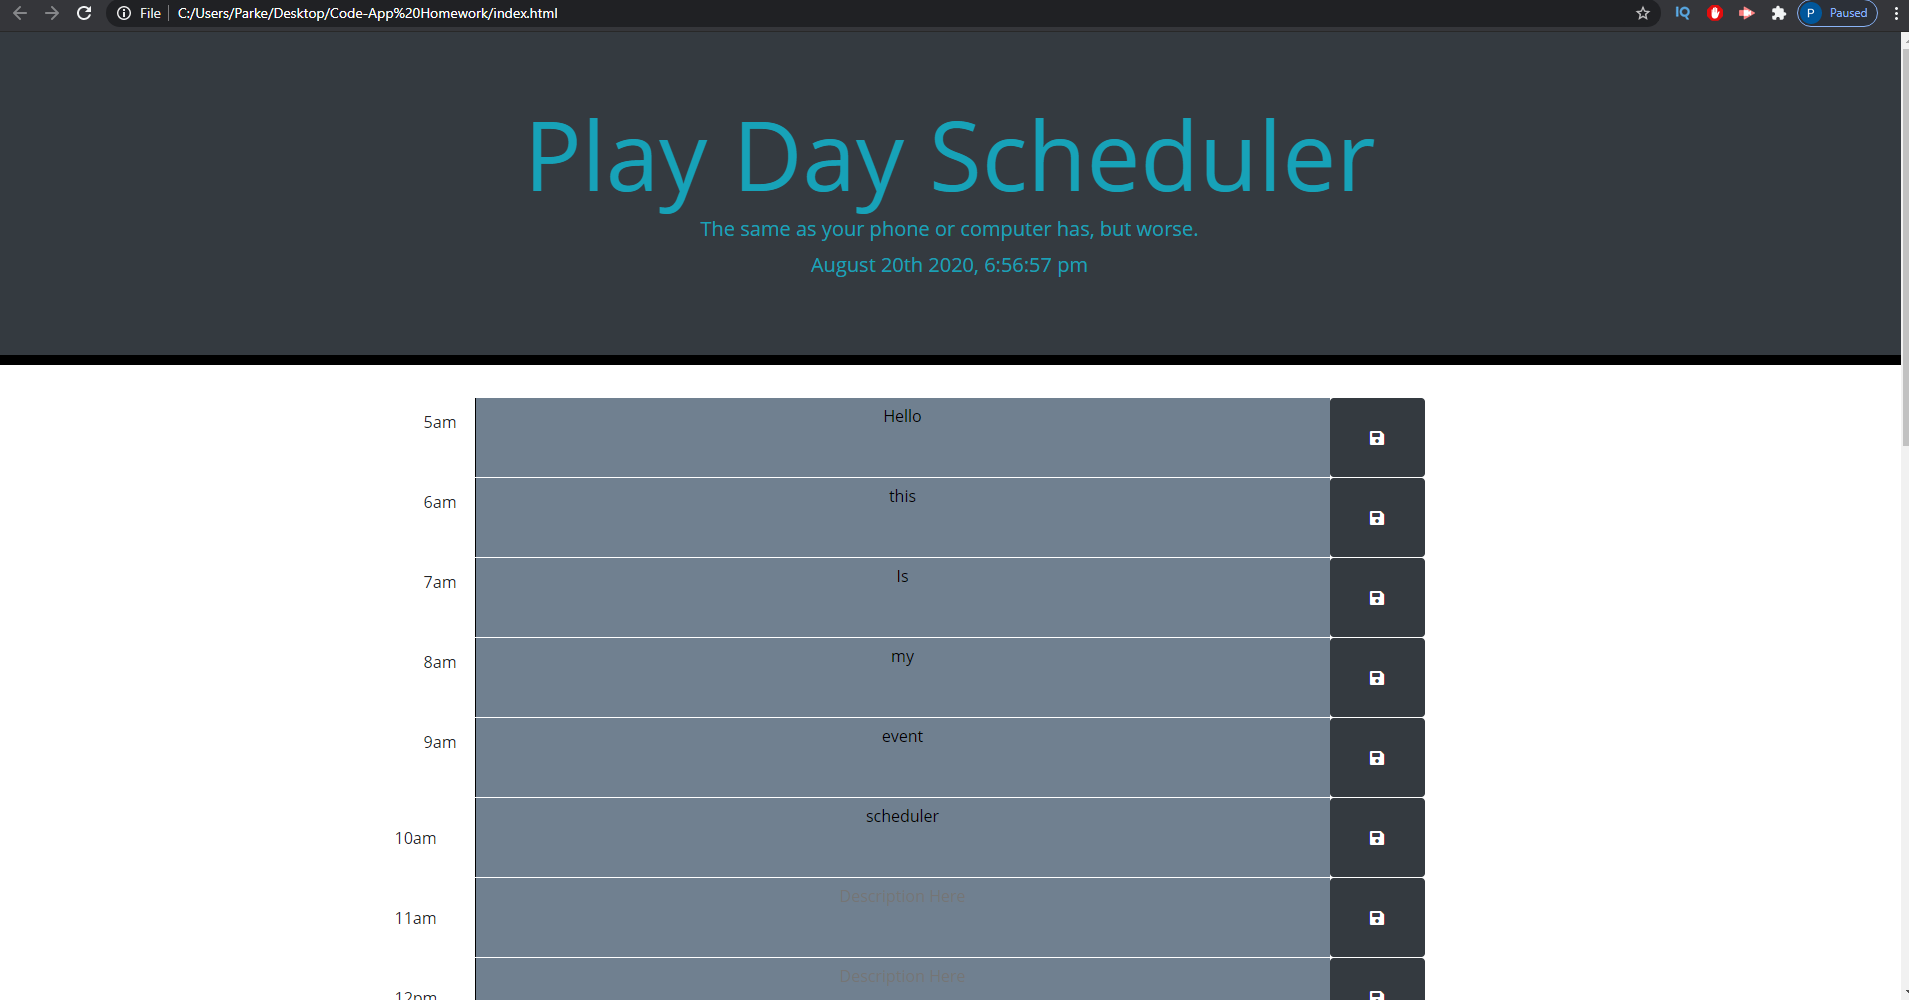 File C:/Users/Parke/Desktop/Code-App%20Homework/index.html IQ P Paused
Play Day Scheduler
The same as your phone or computer has, but worse.
August 20th 2020, 6:56:57 pm
5am Hello
6am this
7am Is
8am my
9am event
10am scheduler
11am Description Here
12pm Description Here